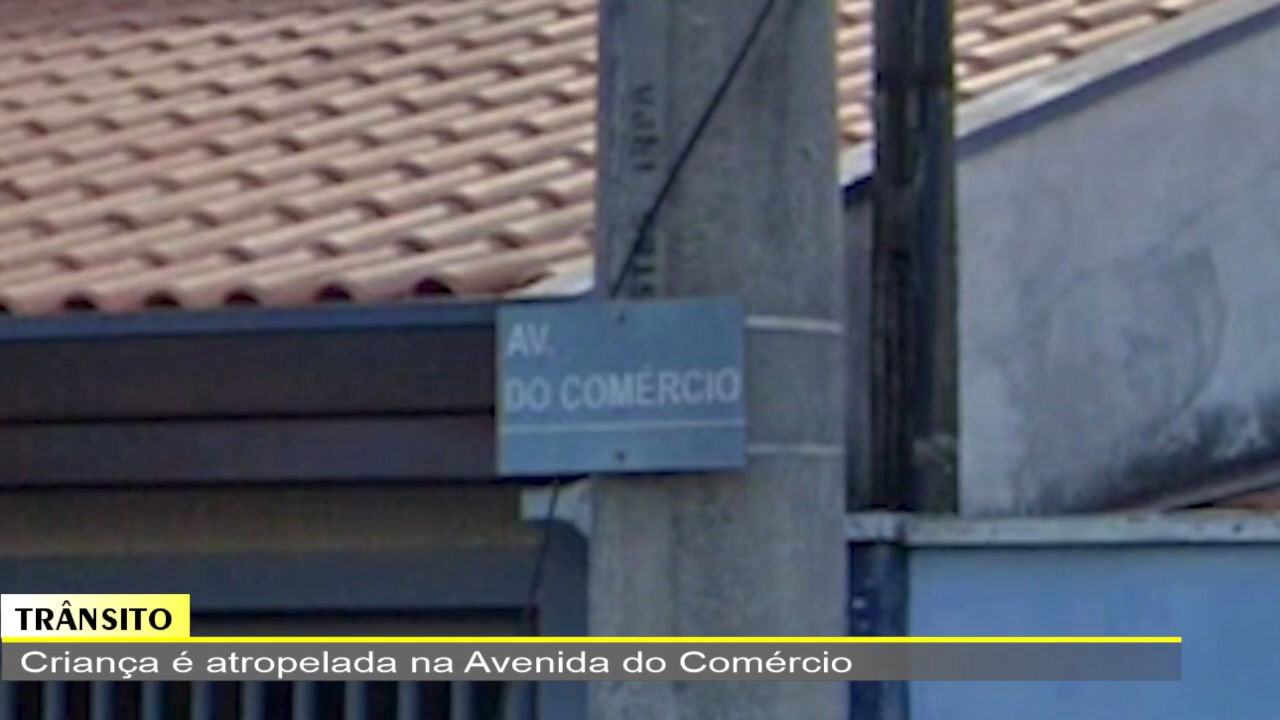 AV.
DO COMÉRCIO
TRÂNSITO
Criança é atropelada na Avenida do Comércio